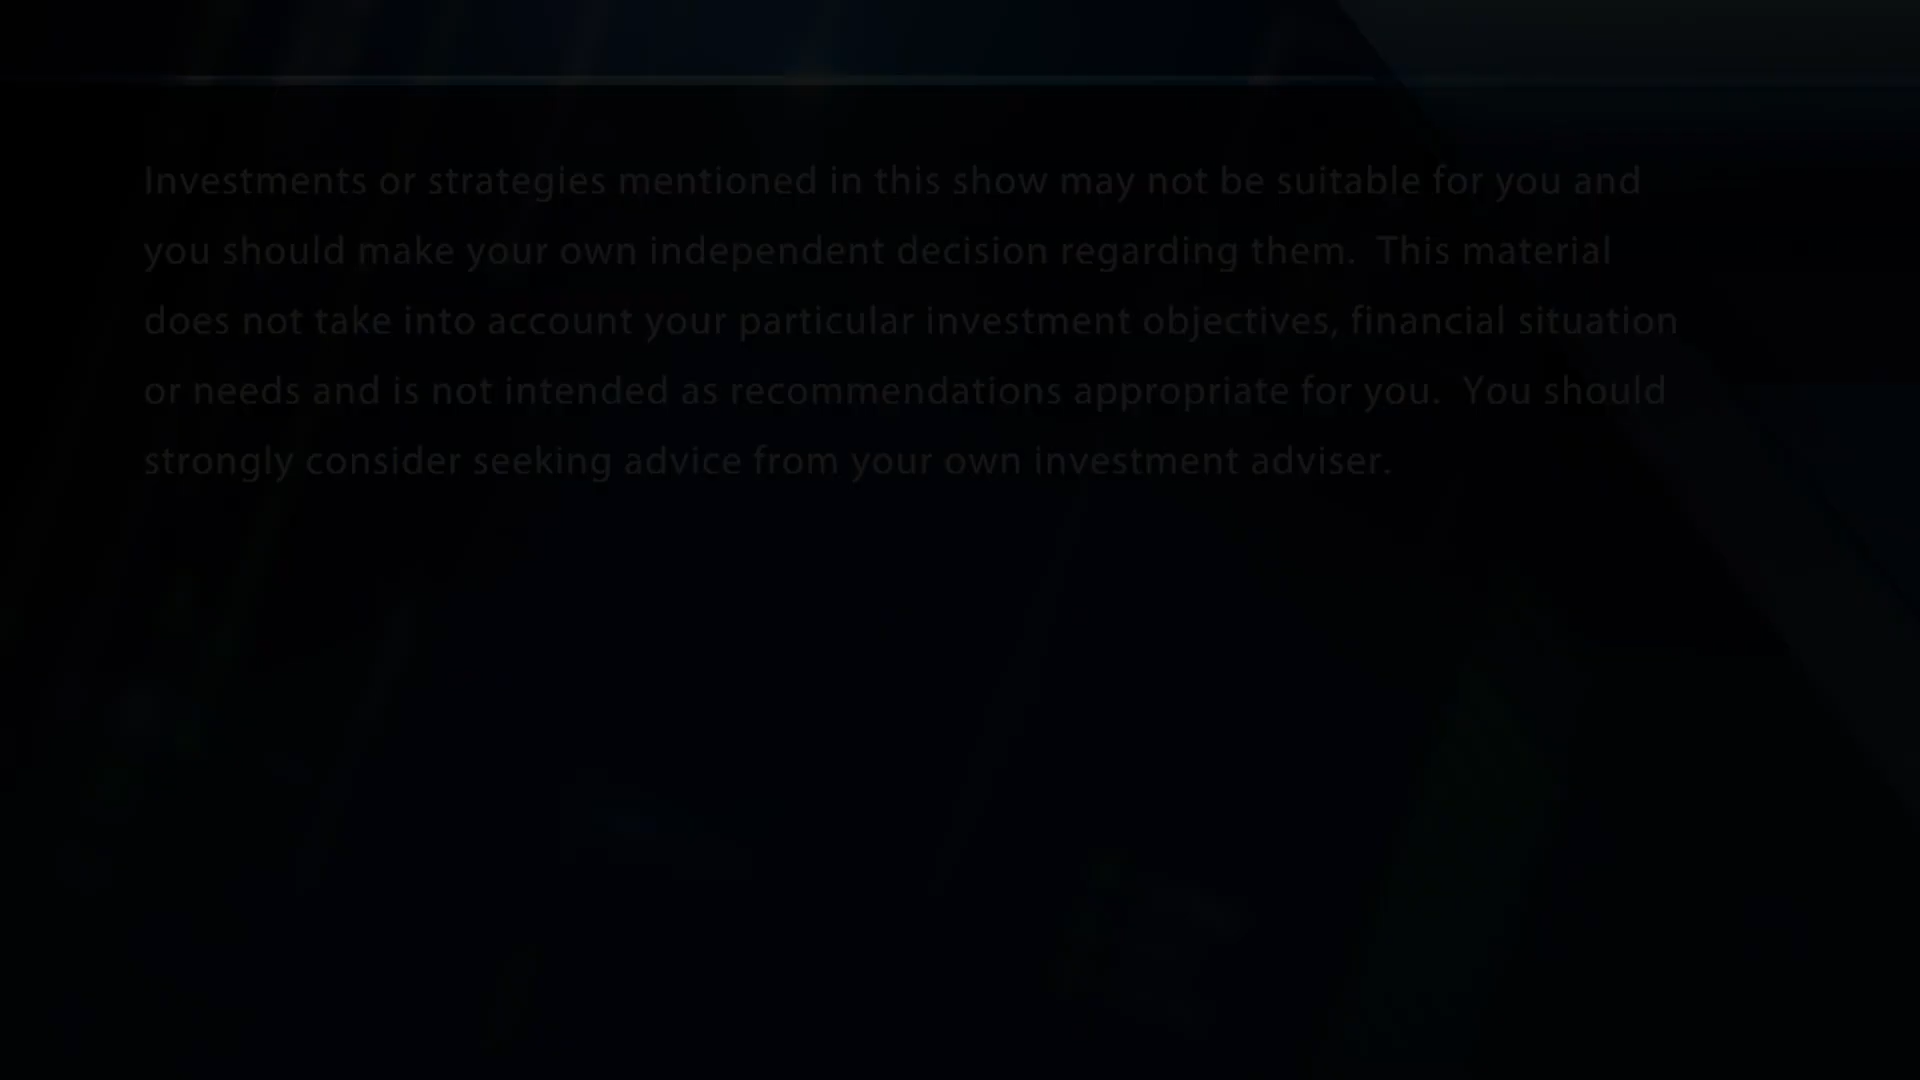 Investments or strategies mentioned in this show may not be suitable for you and
you should make your own independent decision regarding them.  This material
does not take into account your particular investment objectives, financial situation
or needs and is not intended as recommendations appropriate for you.  You should
strongly consider seeking advice from your own investment adviser.